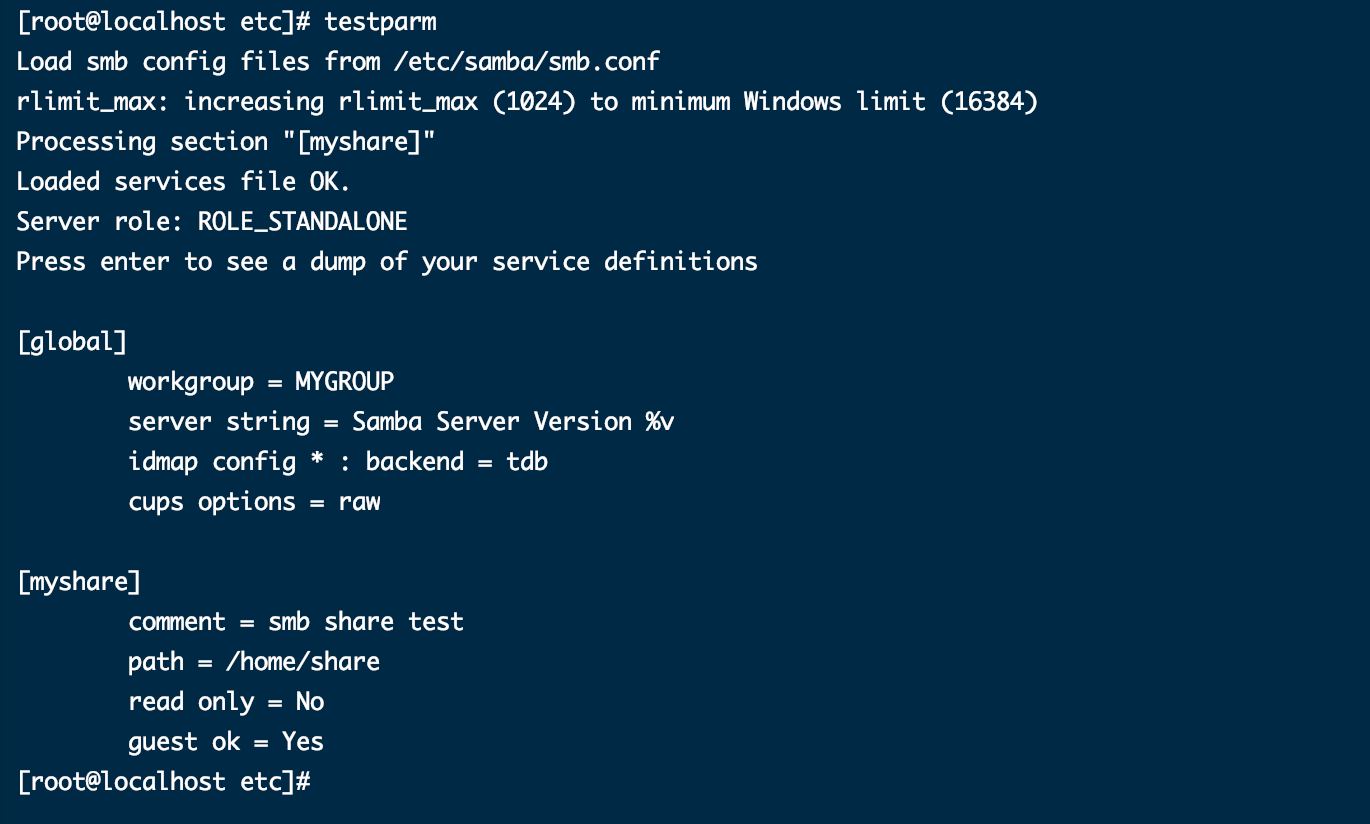 [root@localhost etc]# testparm
Load smb config files from /etc/samba/smb.conf
rlimit_max: increasing rlimit_max (1024) to minimum Windows limit (16384)
Processing section "[myshare]"
Loaded services file OK.
Server role: ROLE_STANDALONE
Press enter to see a dump of your service definitions
[global]
workgroup = MYGROUP
server string = Samba Server Version %v
idmap config * : backend = tdb
cups options = raw
[myshare]
comment = smb share test
path = /home/share
read only = No
guest ok = Yes
[root@localhost etc]#